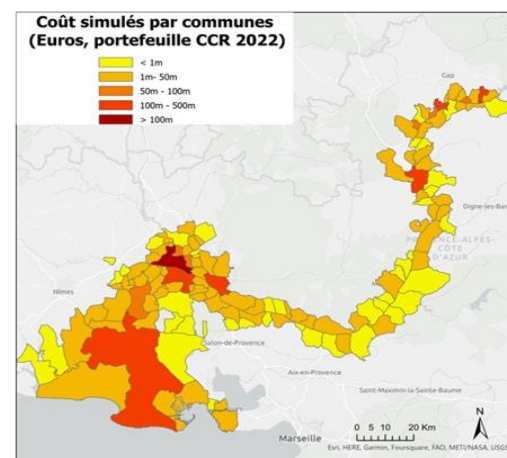 Coût simulés par communes
(Euros, portefeuille CCR 2022)
< 1m
1m- 50m
50m - 100m
100m - 500m
> 100m
Gap
Digne-les-Bai
PROVENCE-ALPES-
CÔTE
D'AZUR
Nîmes
Salon-de-Provence
Aix-en-Provence
Saint-Maximin-la-Sainte-Baume
Marseille
0 5 10 20 Km
N
Esri, HERE, Garmin, Foursquare, FAO, METI/NASA, USGS